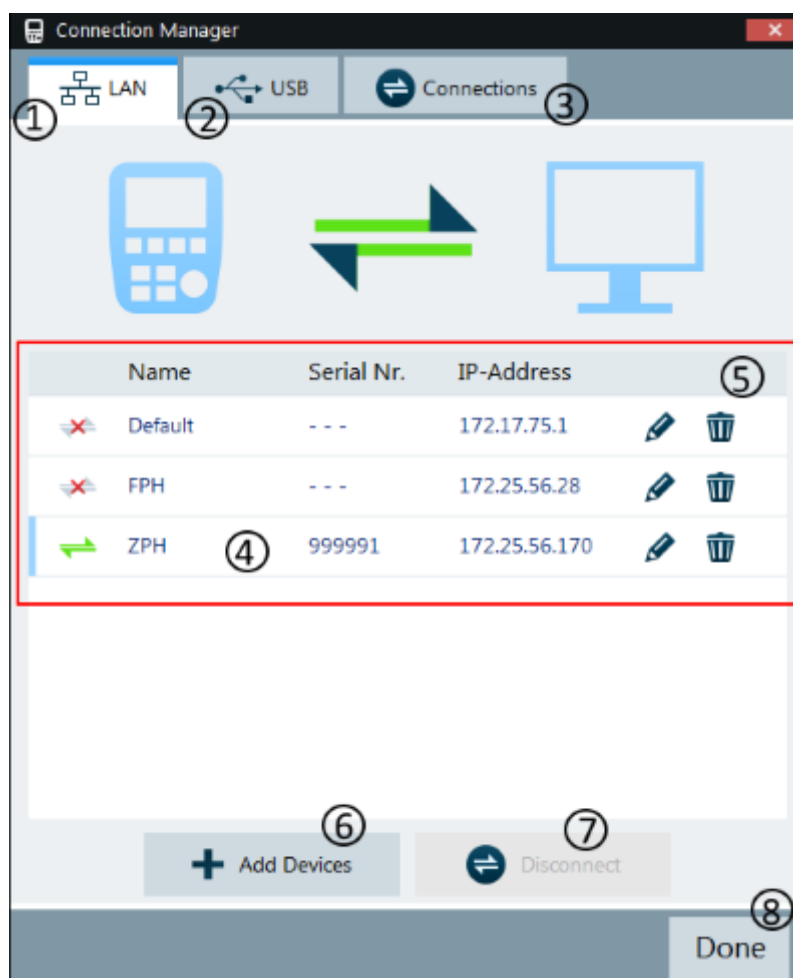 Connection Manager
① LAN ② USB Connections ③
Name Serial Nr. IP-Address ⑤
Default - - - 172.17.75.1
FPH - - - 172.25.56.28
ZPH ④ 999991 172.25.56.170
⑥ ⑦
Add Devices Disconnect
⑧
Done